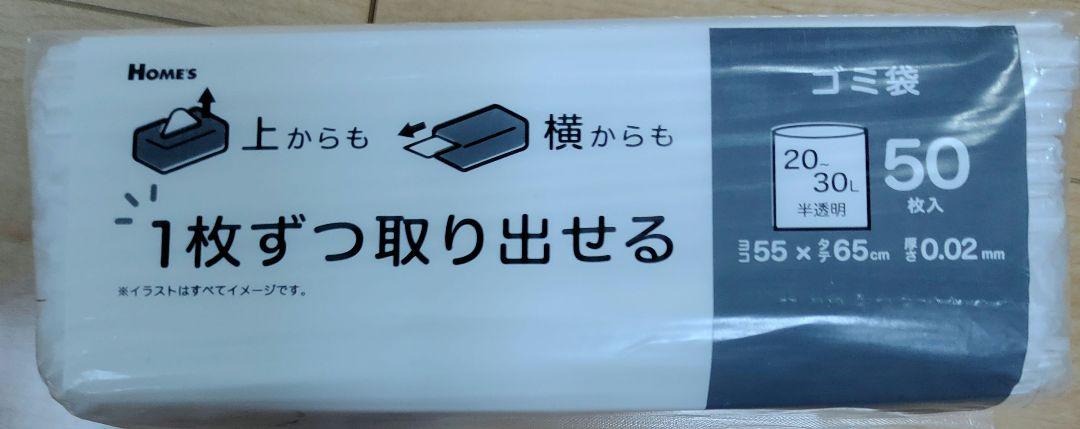 HOME'S
上からも
横からも
1枚ずつ取り出せる
※イラストはすべてイメージです。
ゴミ袋
20~
30L
半透明
50
枚入
ヨコ55×タテ65cm 厚さ0.02mm